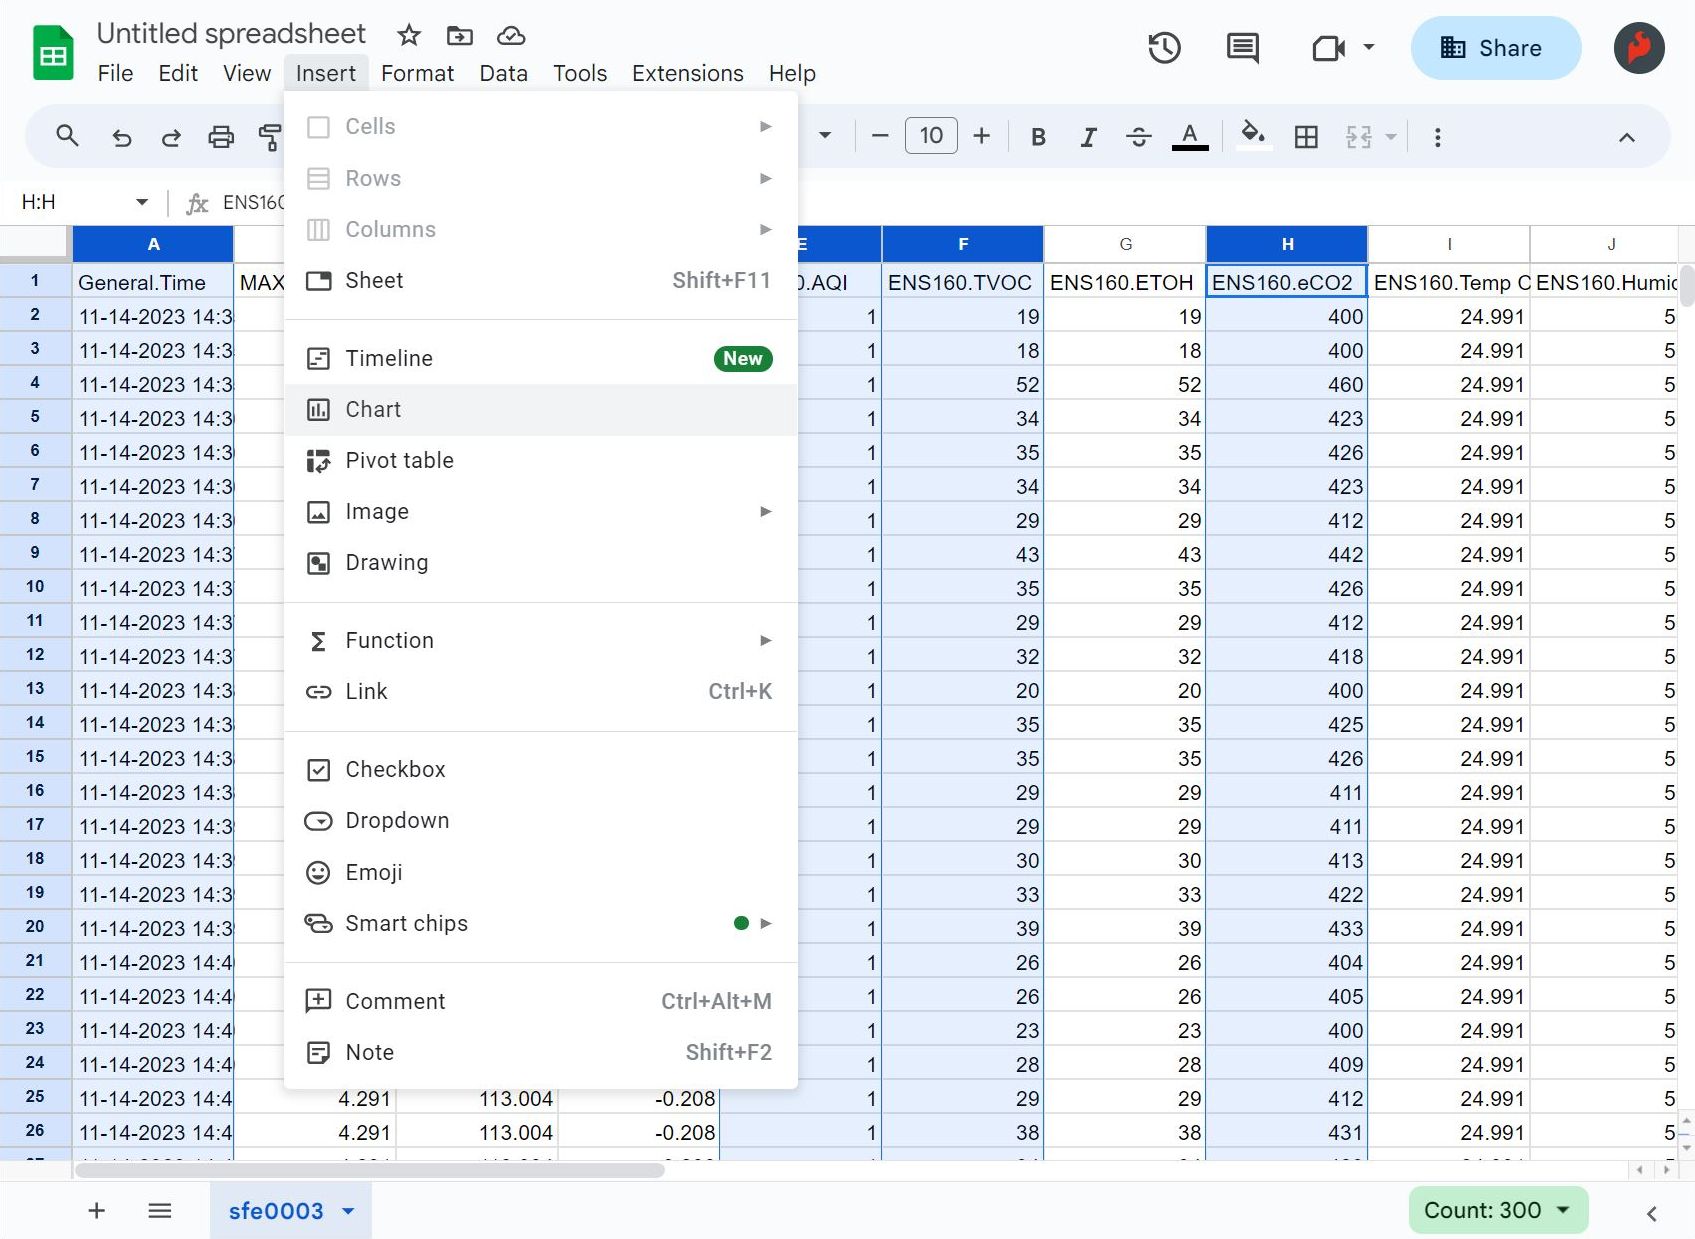 Untitled spreadsheet
File Edit View Insert Format Data Tools Extensions Help
Share
10 B I A
H:H fx ENS160
Cells
Rows
Columns
Sheet Shift+F11
Timeline New
Chart
Pivot table
Image
Drawing
Function
Link Ctrl+K
Checkbox
Dropdown
Emoji
Smart chips
Comment Ctrl+Alt+M
Note Shift+F2
A E F G H I J
1 General.Time MAX 0.AQI ENS160.TVOC ENS160.ETOH ENS160.eCO2 ENS160.Temp C ENS160.Humi
2 11-14-2023 14:3 1 19 19 400 24.991 5
3 11-14-2023 14:3 1 18 18 400 24.991 5
4 11-14-2023 14:3 1 52 52 460 24.991 5
5 11-14-2023 14:3 1 34 34 423 24.991 5
6 11-14-2023 14:3 1 35 35 426 24.991 5
7 11-14-2023 14:3 1 34 34 423 24.991 5
8 11-14-2023 14:3 1 29 29 412 24.991 5
9 11-14-2023 14:3 1 43 43 442 24.991 5
10 11-14-2023 14:3 1 35 35 426 24.991 5
11 11-14-2023 14:3 1 29 29 412 24.991 5
12 11-14-2023 14:3 1 32 32 418 24.991 5
13 11-14-2023 14:3 1 20 20 400 24.991 5
14 11-14-2023 14:3 1 35 35 425 24.991 5
15 11-14-2023 14:3 1 35 35 426 24.991 5
16 11-14-2023 14:3 1 29 29 411 24.991 5
17 11-14-2023 14:3 1 29 29 411 24.991 5
18 11-14-2023 14:3 1 30 30 413 24.991 5
19 11-14-2023 14:3 1 33 33 422 24.991 5
20 11-14-2023 14:3 1 39 39 433 24.991 5
21 11-14-2023 14:4 1 26 26 404 24.991 5
22 11-14-2023 14:4 1 26 26 405 24.991 5
23 11-14-2023 14:4 1 23 23 400 24.991 5
24 11-14-2023 14:4 1 28 28 409 24.991 5
25 11-14-2023 14:4 4.291 113.004 -0.208 1 29 29 412 24.991 5
26 11-14-2023 14:4 4.291 113.004 -0.208 1 38 38 431 24.991 5
sfe0003
Count: 300